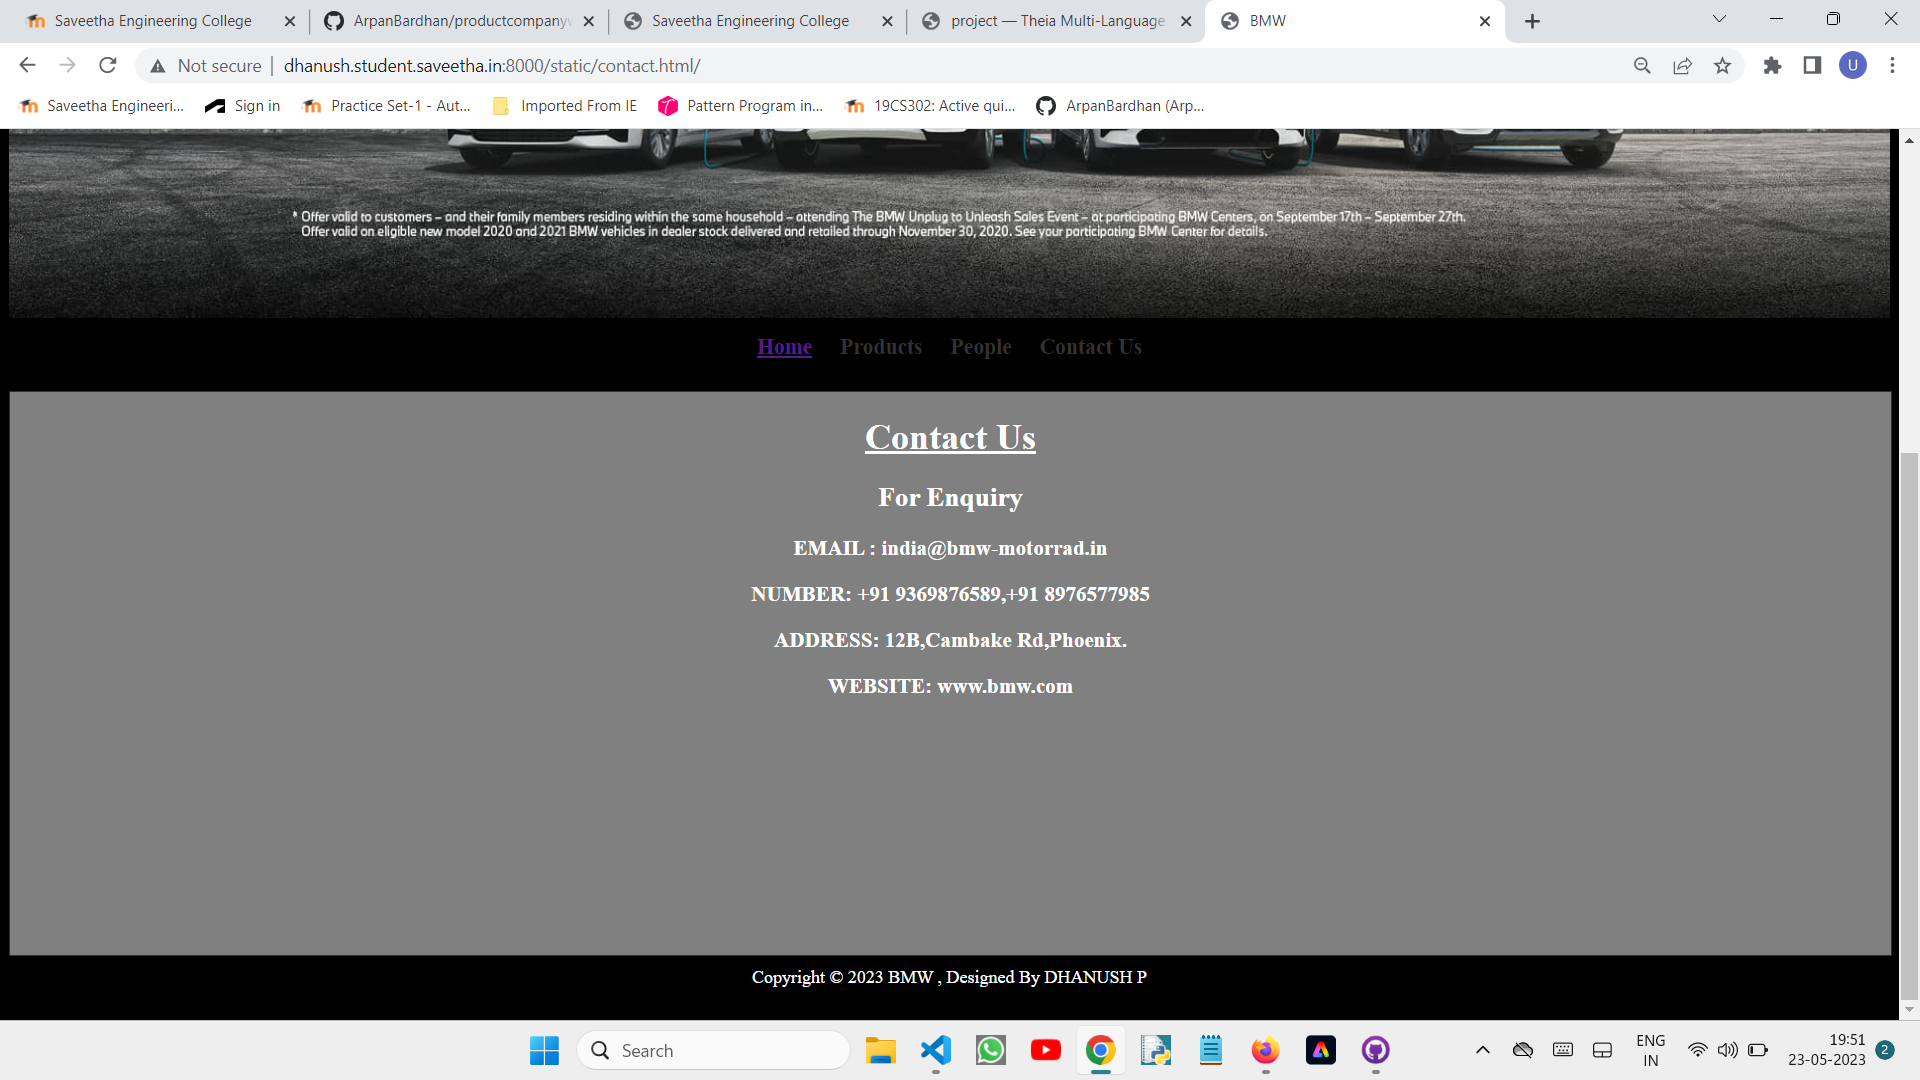 Saveetha Engineering College
ArpanBardhan/productcompanyw
Saveetha Engineering College
project — Theia Multi-Language
BMW
Not secure
dhanush.student.saveetha.in:8000/static/contact.html/
U
Saveetha Engineeri...
Sign in
Practice Set-1 - Aut...
Imported From IE
Pattern Program in...
19CS302: Active qui...
ArpanBardhan (Arp...
* Offer valid to customers – and their family members residing within the same household – attending The BMW Unplug to Unleash Sales Event – at participating BMW Centers, on September 17th – September 27th.
Offer valid on eligible new model 2020 and 2021 BMW vehicles in dealer stock delivered and retailed through November 30, 2020. See your participating BMW Center for details.
Home Products People Contact Us
Contact Us
For Enquiry
EMAIL : india@bmw-motorrad.in
NUMBER: +91 9369876589,+91 8976577985
ADDRESS: 12B,Cambake Rd,Phoenix.
WEBSITE: www.bmw.com
Copyright © 2023 BMW , Designed By DHANUSH P
Search
ENG
IN
19:51
23-05-2023
2